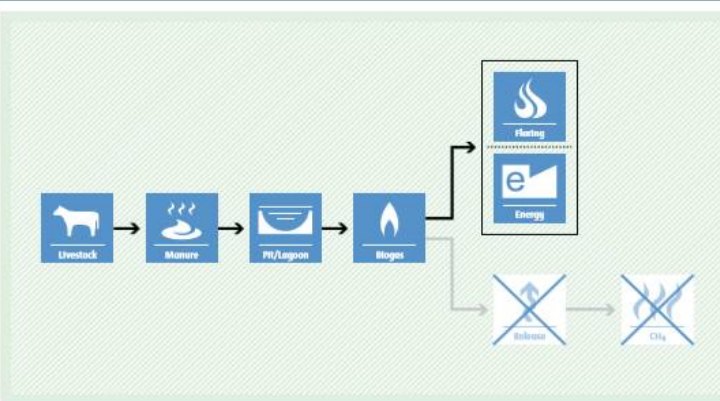 Livestock
Manure
Pit/Lagoon
Biogas
Flaring
e
Energy
Release
CH₄